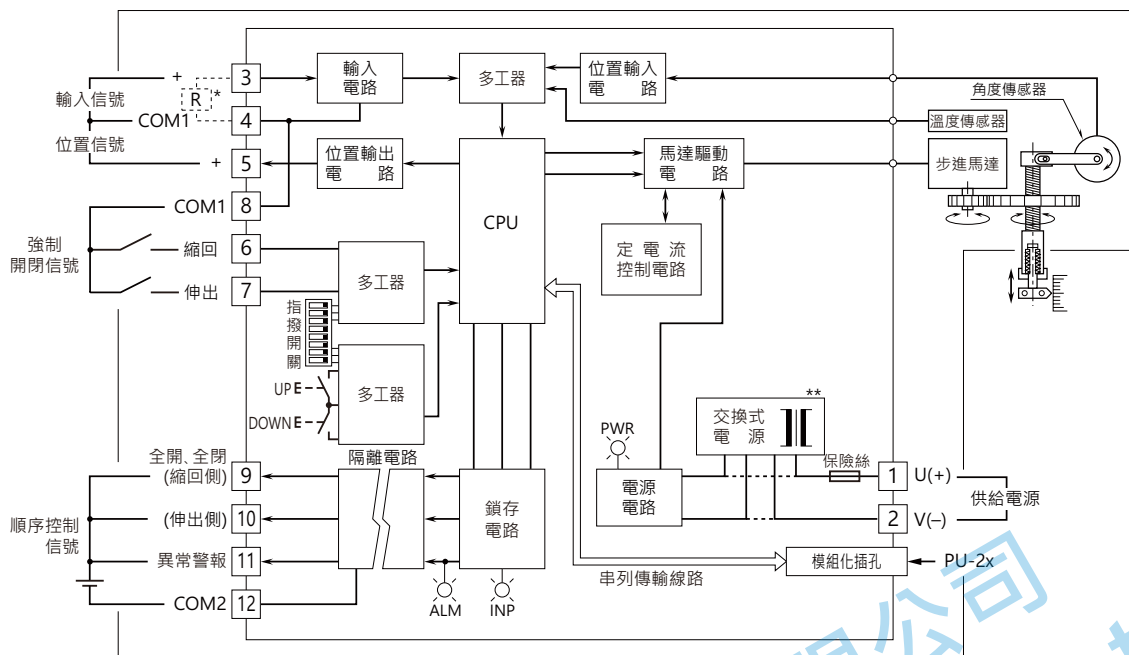 +
3
輸入
電路
多工器
位置輸入
電 路
角度傳感器
輸入信號
R
*
COM1
4
溫度傳感器
位置信號
+
5
位置輸出
電 路
馬達驅動
電 路
步進馬達
COM1
8
CPU
強制
開閉信號
縮回
6
多工器
定 電 流
控制電路
伸出
7
指
撥
開
關
UP E
多工器
DOWN E
**
交換式
電 源
PWR
全開、全閉
(縮回側)
9
隔離電路
保險絲
1
U(+)
鎖存
電路
電源
電路
供給電源
順序控制
信號
(伸出側)
10
2
V(–)
異常警報
11
模組化插孔
PU-2x
串列傳輸線路
COM2
12
ALM
INP
限公司